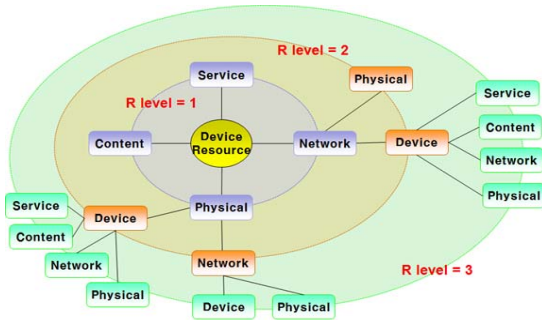 R level = 2
Service
Physical
R level = 1
Service
Content
Device
Resource
Network
Device
Content
Network
Physical
Service
Device
Physical
Content
Network
Network
R level = 3
Physical
Device
Physical